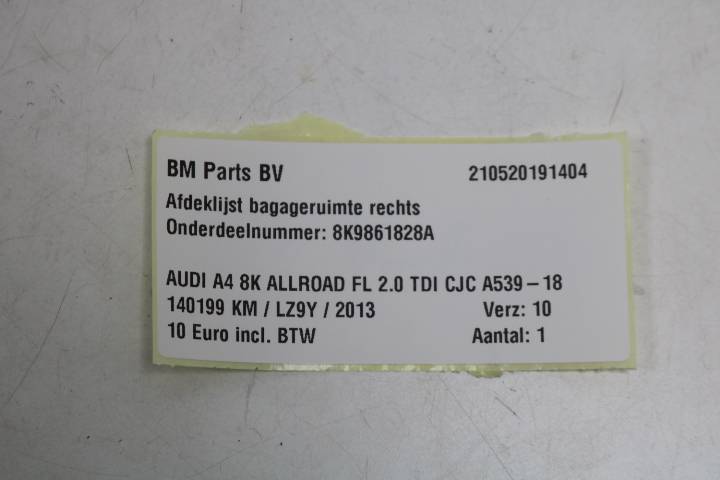 BM Parts BV 210520191404
Afdeklijst bagageruimte rechts
Onderdeelnummer: 8K9861828A
AUDI A4 8K ALLROAD FL 2.0 TDI CJC A539-18
140199 KM / LZ9Y / 2013 Verz: 10
10 Euro incl. BTW Aantal: 1